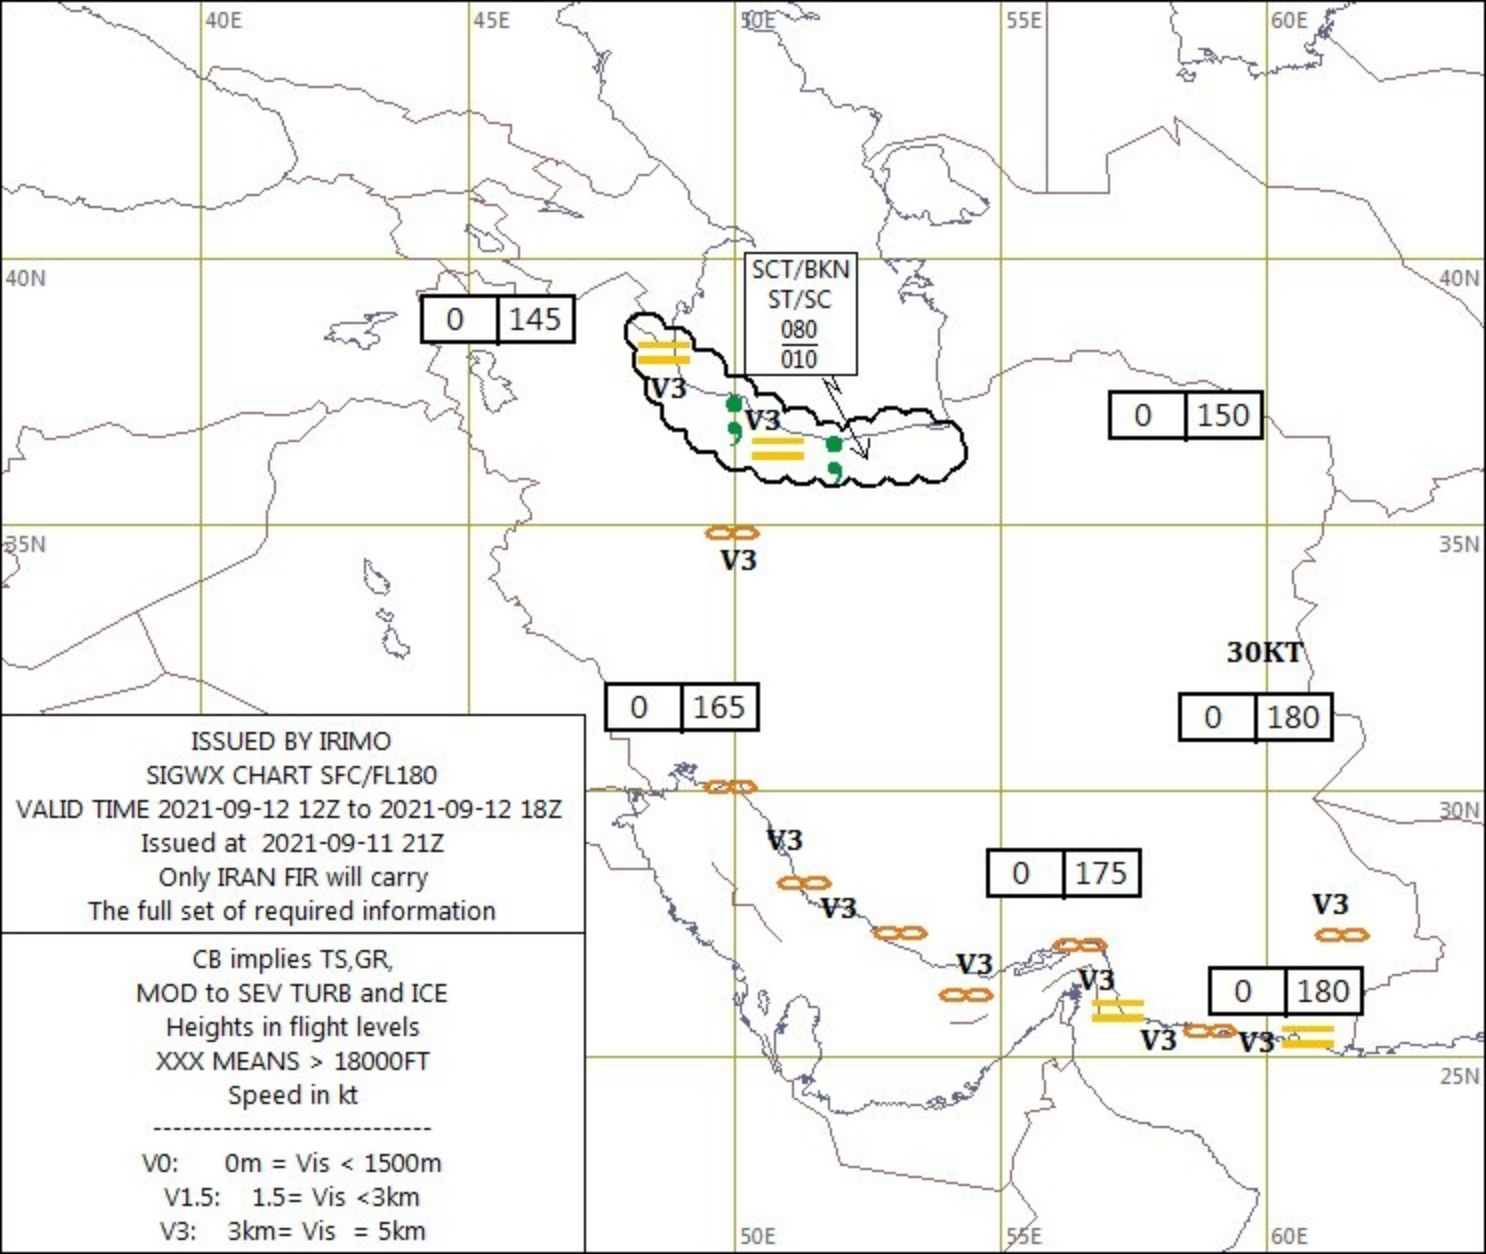 40E
45E
50E
55E
60E
40N
40N
SCT/BKN
ST/SC
080
010
0 145
V3
V3
0 150
35N
35N
V3
30KT
0 165
0 180
ISSUED BY IRIMO
SIGWX CHART SFC/FL180
VALID TIME 2021-09-12 12Z to 2021-09-12 18Z
Issued at 2021-09-11 21Z
Only IRAN FIR will carry
The full set of required information
30N
V3
0 175
V3
V3
V3
V3
0 180
V3
V3
25N
CB implies TS,GR,
MOD to SEV TURB and ICE
Heights in flight levels
XXX MEANS > 18000FT
Speed in kt
----------------------------
V0: 0m = Vis < 1500m
V1.5: 1.5= Vis <3km
V3: 3km= Vis = 5km
50E
55E
60E